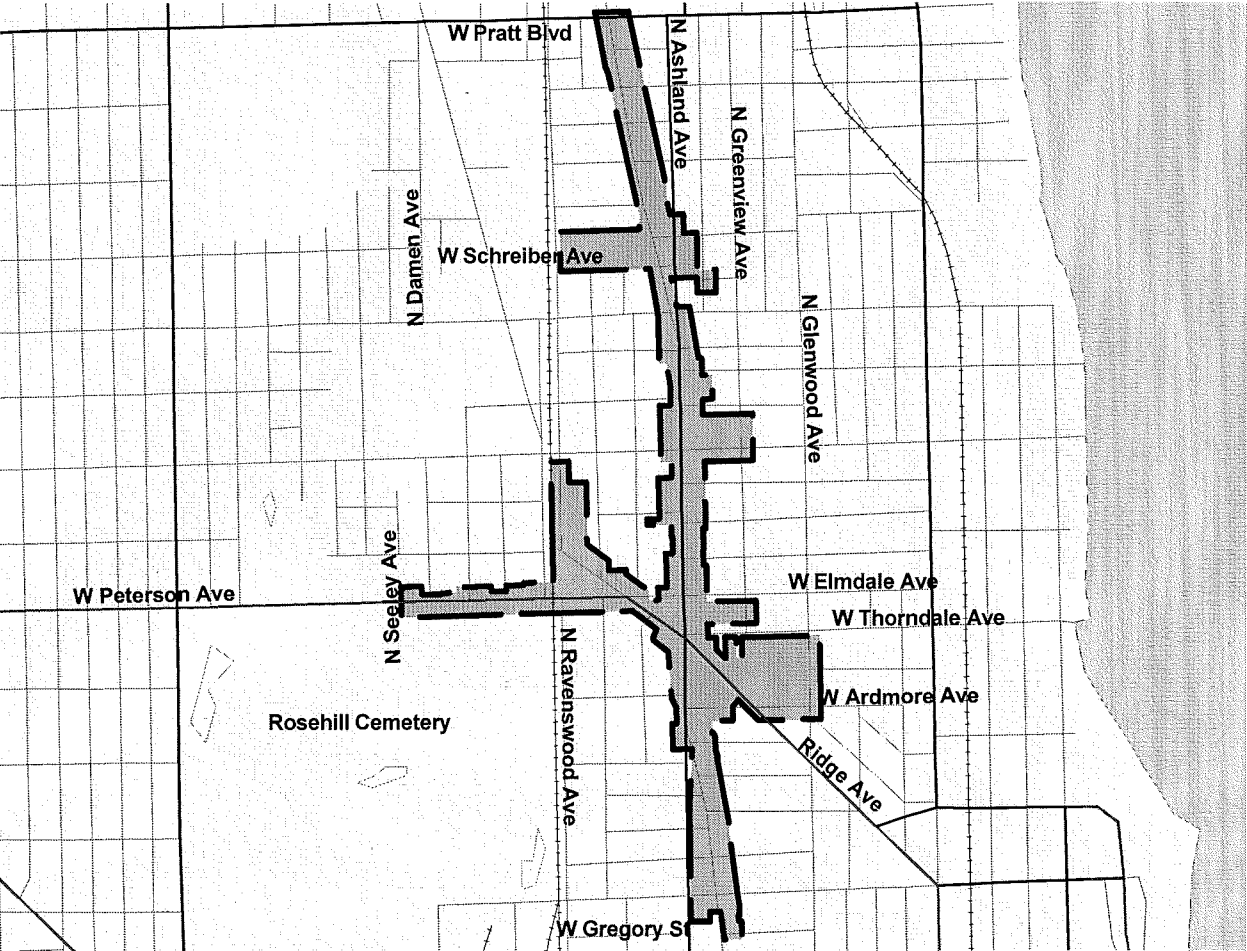 W Pratt Blvd
N Ashland Ave
N Greenview Ave
N Damen Ave
W Schreiber Ave
N Glenwood Ave
N Seeley Ave
W Peterson Ave
W Elmdale Ave
W Thorndale Ave
N Ravenswood Ave
W Ardmore Ave
Rosehill Cemetery
Ridge Ave
W Gregory St